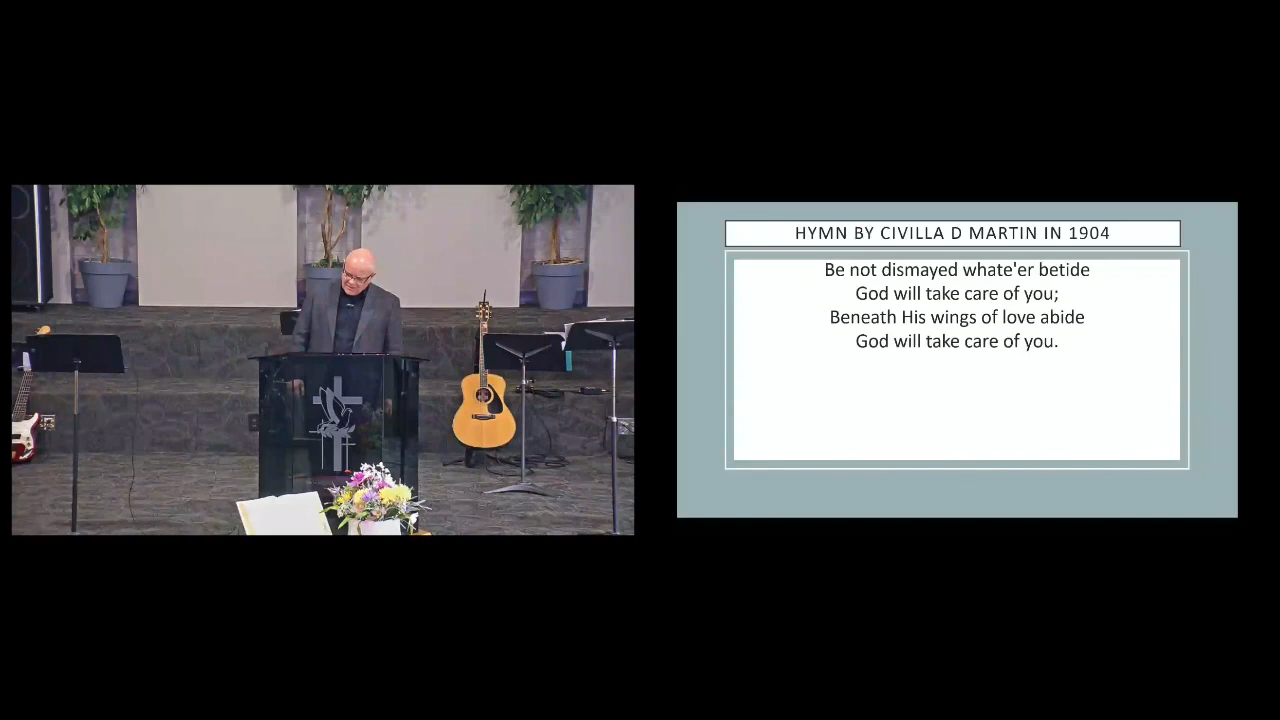 HYMN BY CIVILLA D MARTIN IN 1904
Be not dismayed whate'er betide
God will take care of you;
Beneath His wings of love abide
God will take care of you.